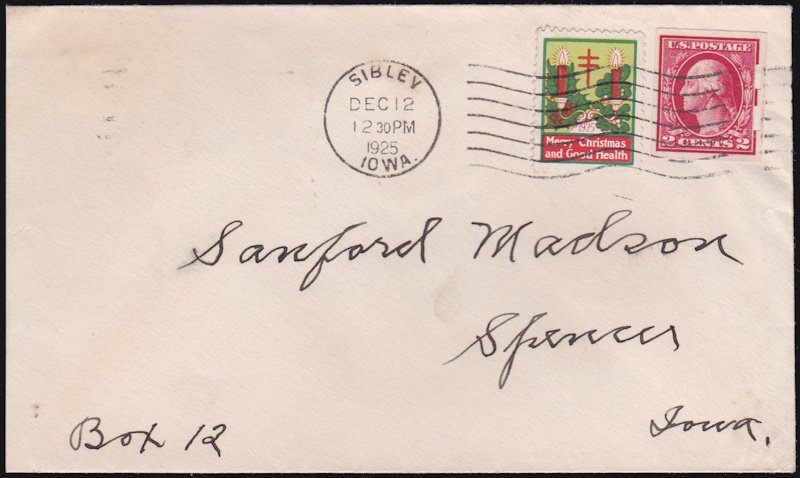 SIBLEY
DEC 12
12 30 PM
1925
IOWA.
1925
Merry Christmas
and Good Health
U.S. POSTAGE
2 CENTS 2
Sanford Madson
Spencer
Iowa.
Box 12